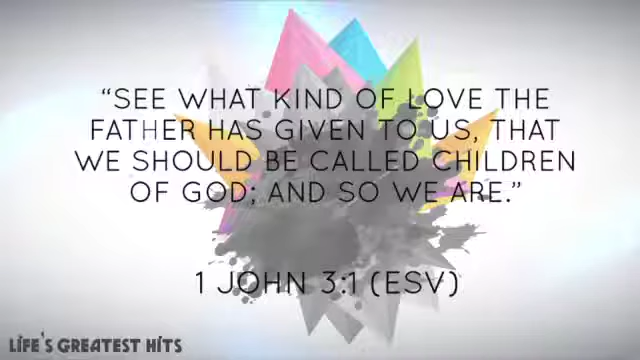 “SEE WHAT KIND OF LOVE THE
FATHER HAS GIVEN TO US, THAT
WE SHOULD BE CALLED CHILDREN
OF GOD; AND SO WE ARE.”
1 JOHN 3:1 (ESV)
LIFE'S GREATEST HITS